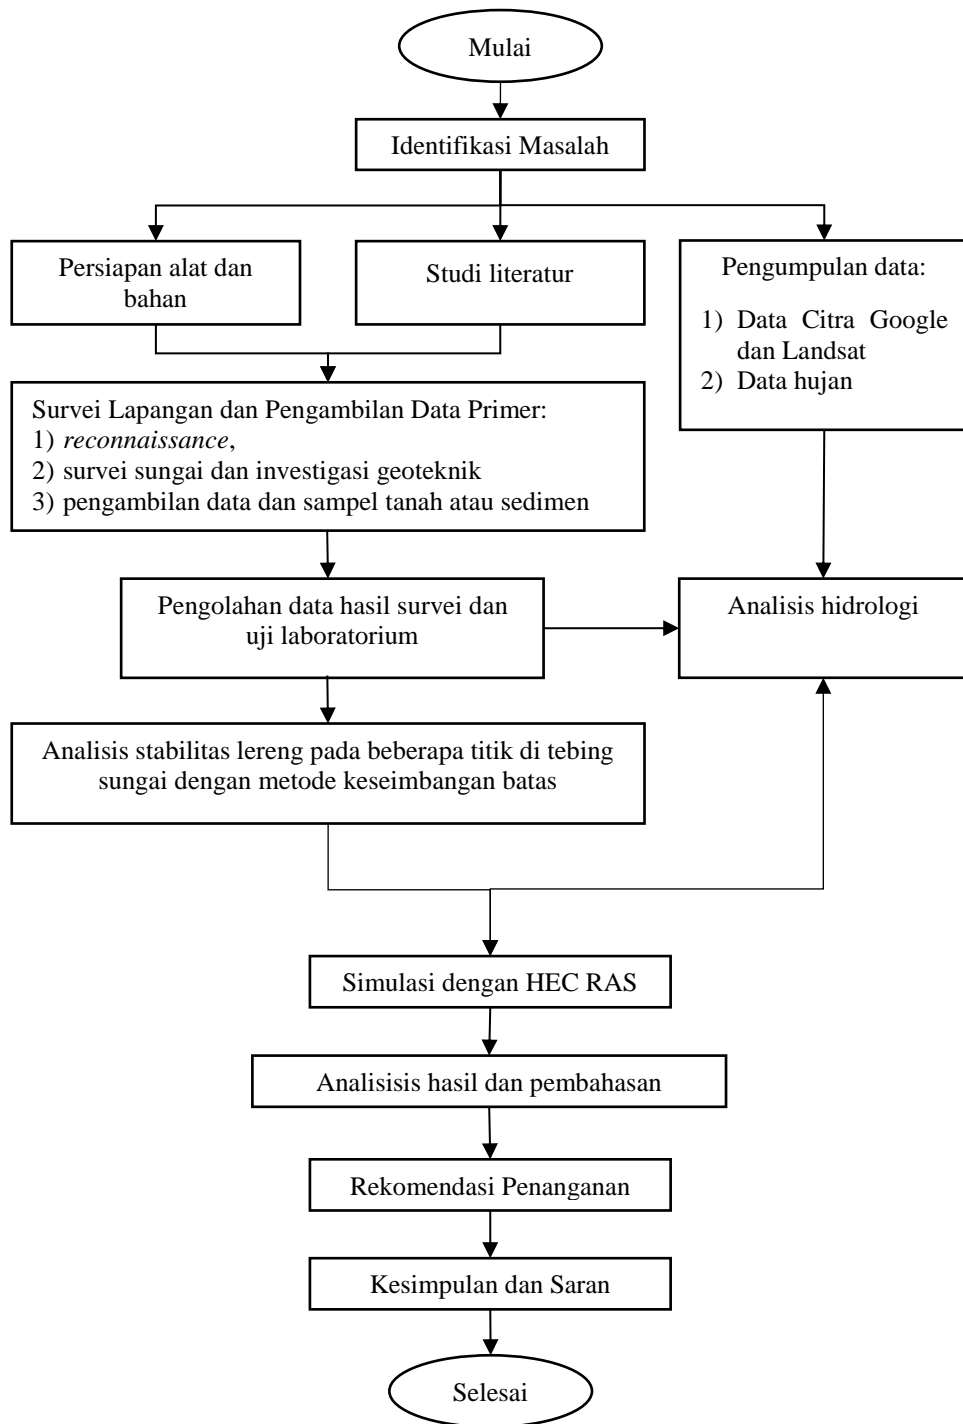 Mulai
Identifikasi Masalah
Persiapan alat dan
bahan
Studi literatur
Pengumpulan data:
1) Data Citra Google
dan Landsat
2) Data hujan
Survei Lapangan dan Pengambilan Data Primer:
1) reconnaissance,
2) survei sungai dan investigasi geoteknik
3) pengambilan data dan sampel tanah atau sedimen
Pengolahan data hasil survei dan
uji laboratorium
Analisis hidrologi
Analisis stabilitas lereng pada beberapa titik di tebing
sungai dengan metode keseimbangan batas
Simulasi dengan HEC RAS
Analisisis hasil dan pembahasan
Rekomendasi Penanganan
Kesimpulan dan Saran
Selesai